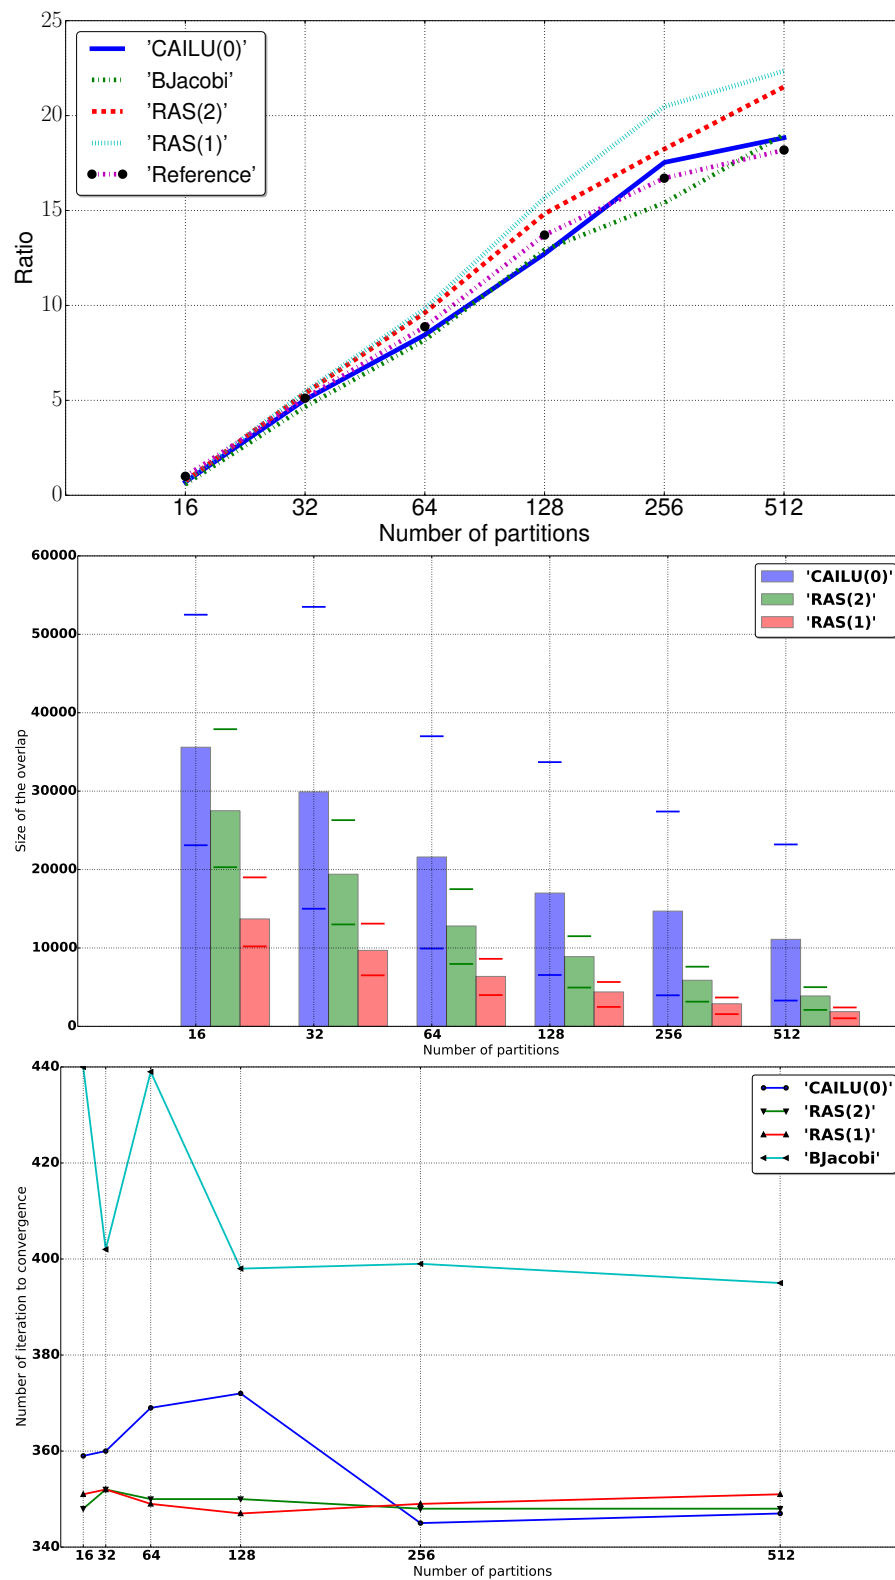 25
20
15
10
5
0
Ratio
'CAILU(0)'
'BJacobi'
'RAS(2)'
'RAS(1)'
'Reference'
16 32 64 128 256 512
Number of partitions
60000
50000
40000
30000
20000
10000
0
Size of the overlap
'CAILU(0)'
'RAS(2)'
'RAS(1)'
16 32 64 128 256 512
Number of partitions
440
420
400
380
360
340
Number of iteration to convergence
'CAILU(0)'
'RAS(2)'
'RAS(1)'
'BJacobi'
16 32 64 128 256 512
Number of partitions